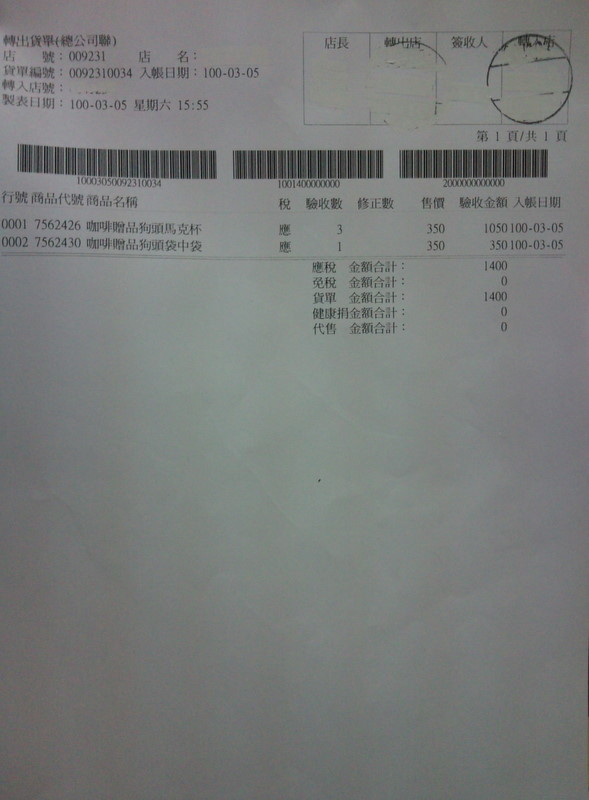 轉出貨單(總公司聯)
店 號：009231 店 名：
貨單編號：0092310034 入帳日期：100-03-05
轉入店號：
製表日期：100-03-05 星期六 15:55
店長 轉出店 簽收人 轉入店
第 1 頁/共 1 頁
10003050092310034 1001400000000 2000000000000
行號 商品代號 商品名稱 稅 驗收數 修正數 售價 驗收金額 入帳日期
0001 7562426 咖啡贈品狗頭馬克杯 應 3 350 1050 100-03-05
0002 7562430 咖啡贈品狗頭袋中袋 應 1 350 350 100-03-05
應稅 金額合計： 1400
免稅 金額合計： 0
貨單 金額合計： 1400
健康捐金額合計： 0
代售 金額合計： 0